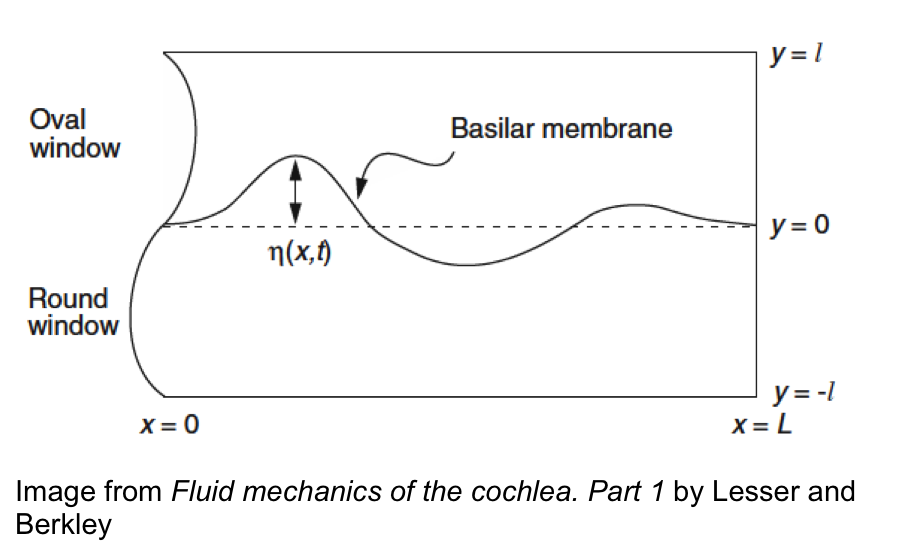 y = l
Oval
window
Basilar membrane
y = 0
η(x,t)
Round
window
y = -l
x = 0
x = L
Image from Fluid mechanics of the cochlea. Part 1 by Lesser and
Berkley